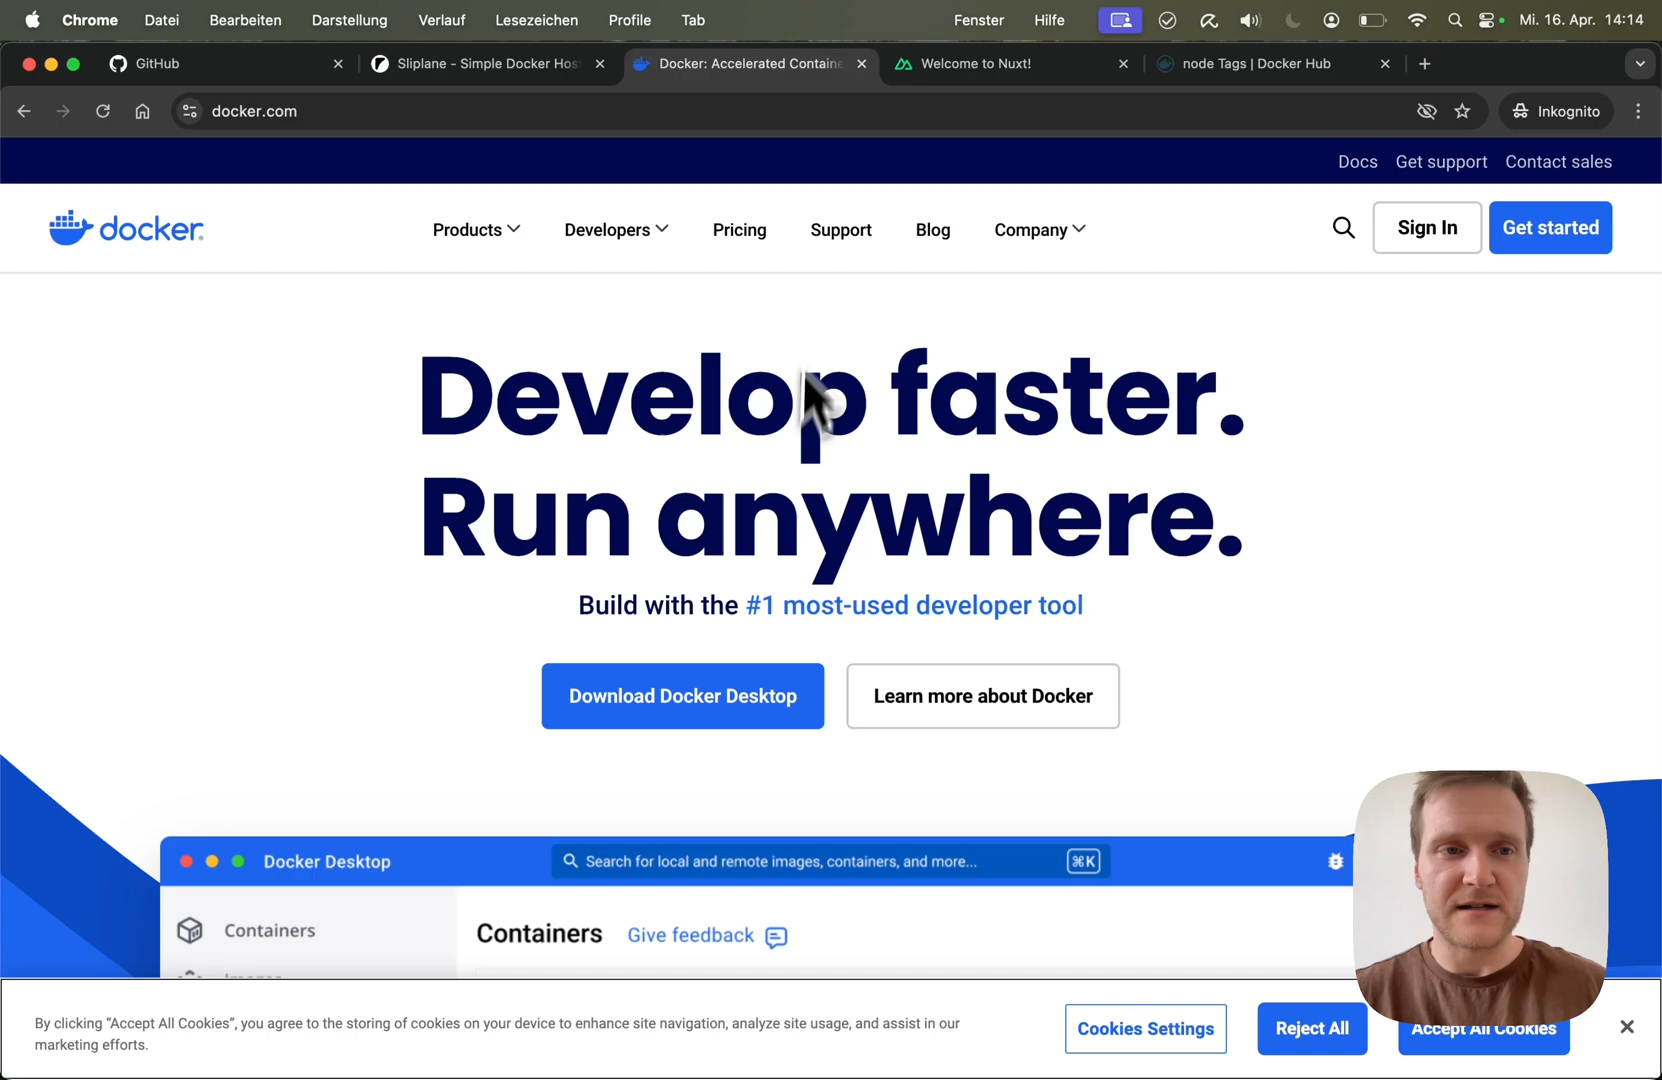 Chrome Datei Bearbeiten Darstellung Verlauf Lesezeichen Profile Tab Fenster Hilfe Mi. 16. Apr. 14:14
GitHub Sliplane - Simple Docker Hos Docker: Accelerated Containe Welcome to Nuxt! node Tags | Docker Hub
docker.com Inkognito
Docs Get support Contact sales
docker Products Developers Pricing Support Blog Company Sign In Get started
Develop faster.
Run anywhere.
Build with the #1 most-used developer tool
Download Docker Desktop Learn more about Docker
Docker Desktop Search for local and remote images, containers, and more... ⌘K
Containers Containers Give feedback
By clicking “Accept All Cookies”, you agree to the storing of cookies on your device to enhance site navigation, analyze site usage, and assist in our
marketing efforts.
Cookies Settings Reject All Accept All Cookies